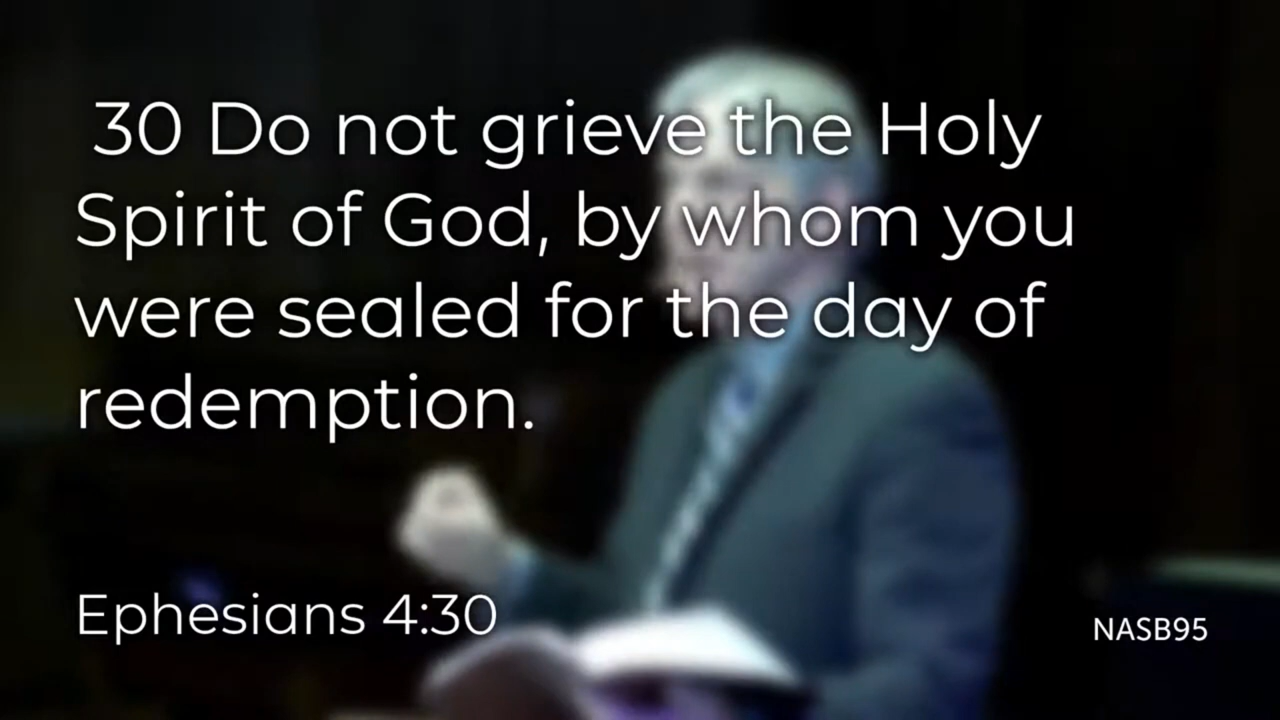 30 Do not grieve the Holy
Spirit of God, by whom you
were sealed for the day of
redemption.
Ephesians 4:30
NASB95